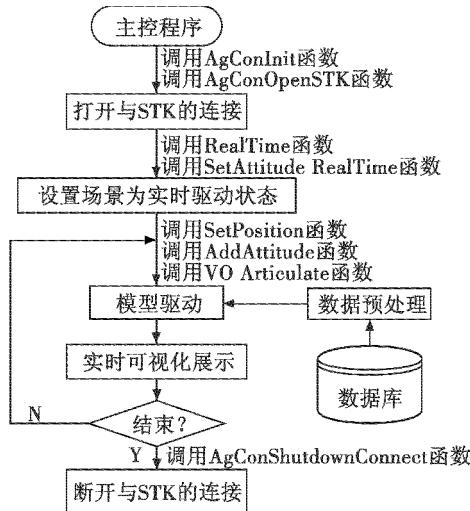 主控程序
调用AgConInit函数
调用AgConOpenSTK函数
打开与STK的连接
调用RealTime函数
调用SetAttitude RealTime函数
设置场景为实时驱动状态
调用SetPosition函数
调用AddAttitude函数
调用VO Articulate函数
模型驱动
数据预处理
实时可视化展示
数据库
N
结束?
Y
调用AgConShutdownConnect函数
断开与STK的连接